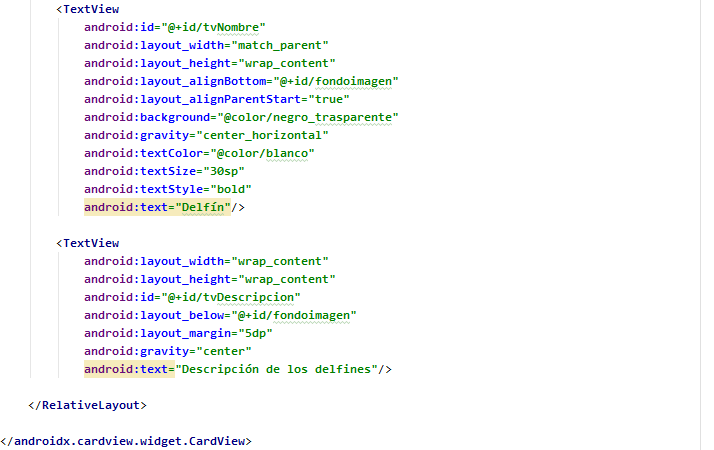 <TextView
android:id="@+id/tvNombre"
android:layout_width="match_parent"
android:layout_height="wrap_content"
android:layout_alignBottom="@+id/fondoimagen"
android:layout_alignParentStart="true"
android:background="@color/negro_trasparente"
android:gravity="center_horizontal"
android:textColor="@color/blanco"
android:textSize="30sp"
android:textStyle="bold"
android:text="Delfín"/>
<TextView
android:layout_width="wrap_content"
android:layout_height="wrap_content"
android:id="@+id/tvDescripcion"
android:layout_below="@+id/fondoimagen"
android:layout_margin="5dp"
android:gravity="center"
android:text="Descripción de los delfines"/>
</RelativeLayout>
</androidx.cardview.widget.CardView>